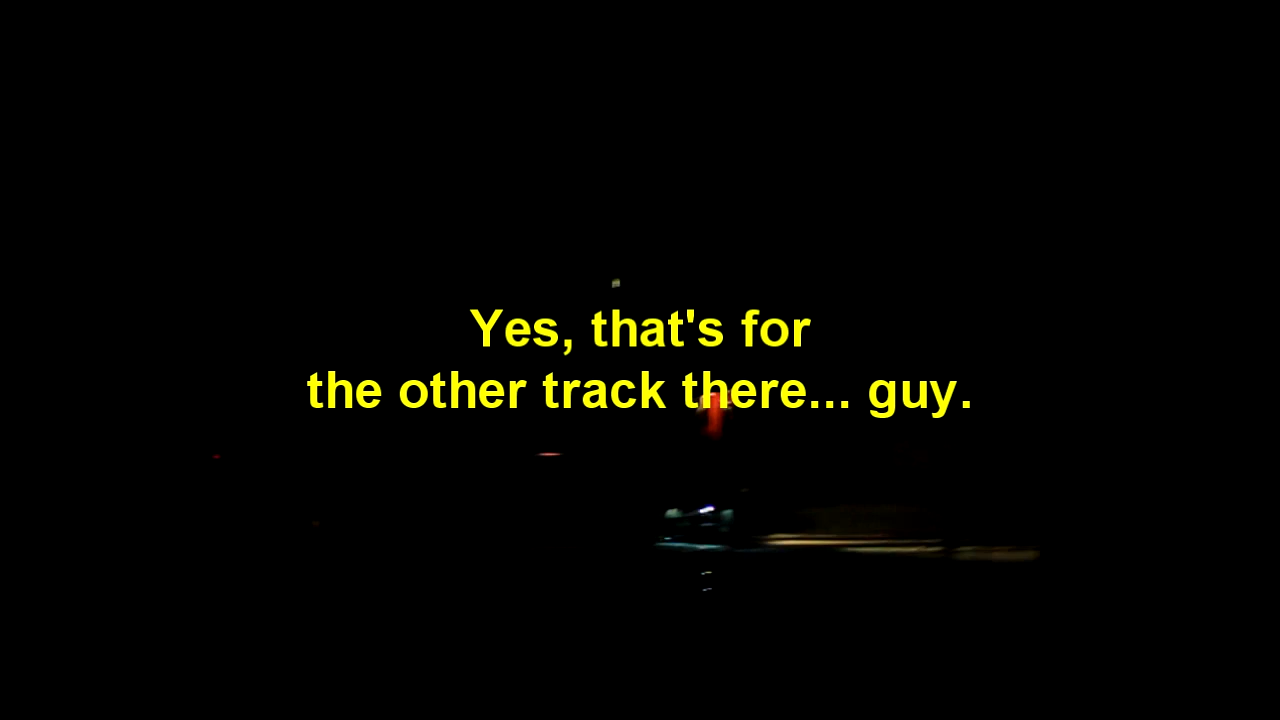 Yes, that's for
the other track there... guy.